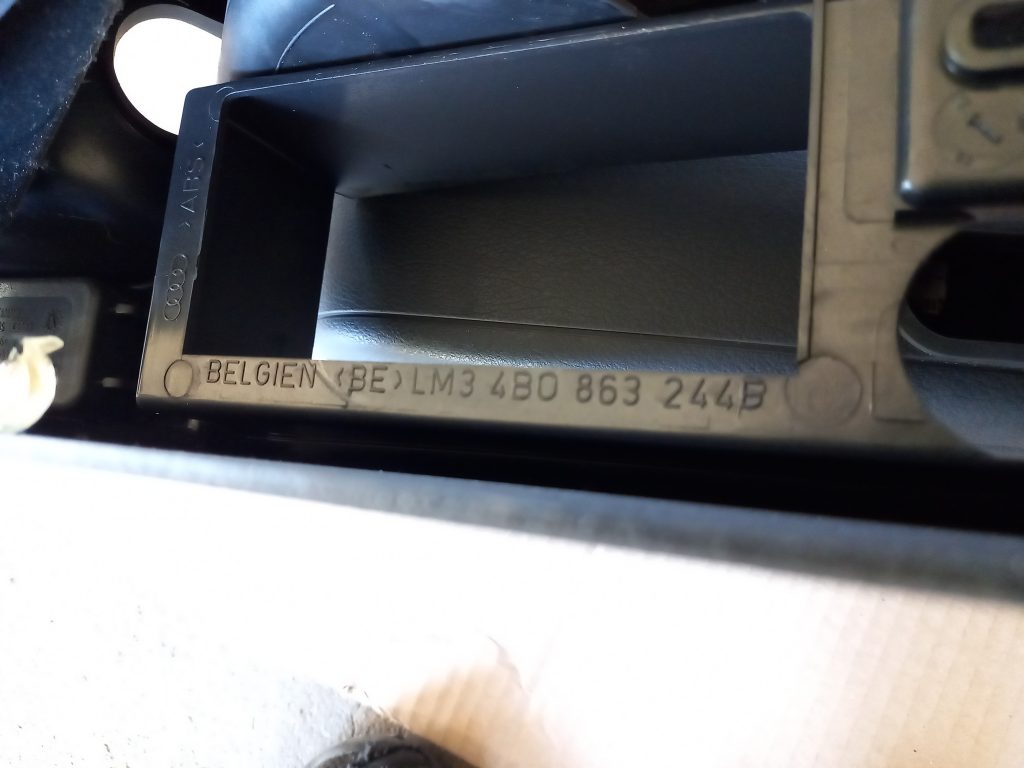 >ABS<
BELGIEN <BE> LM3 4B0 863 244B